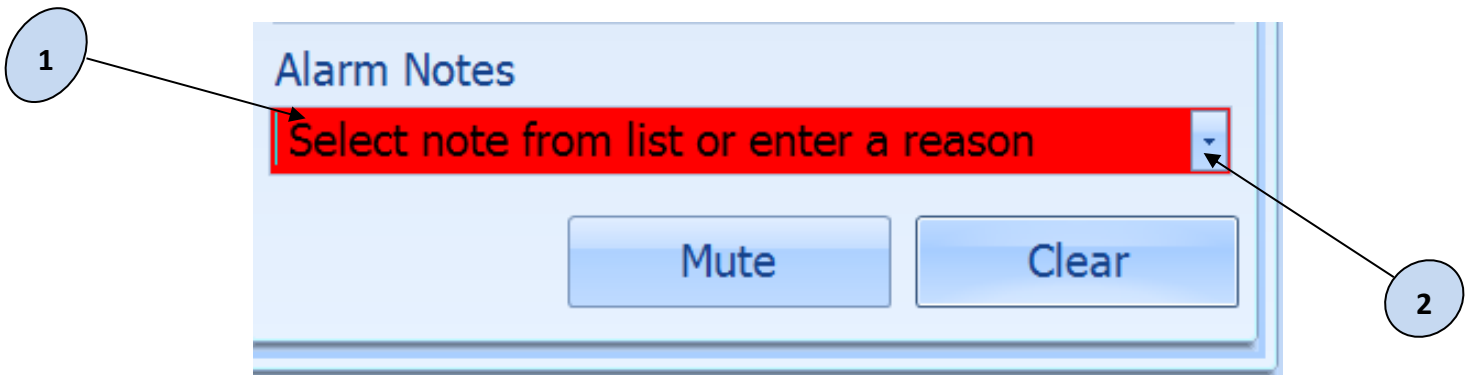 1
Alarm Notes
Select note from list or enter a reason
Mute Clear
2